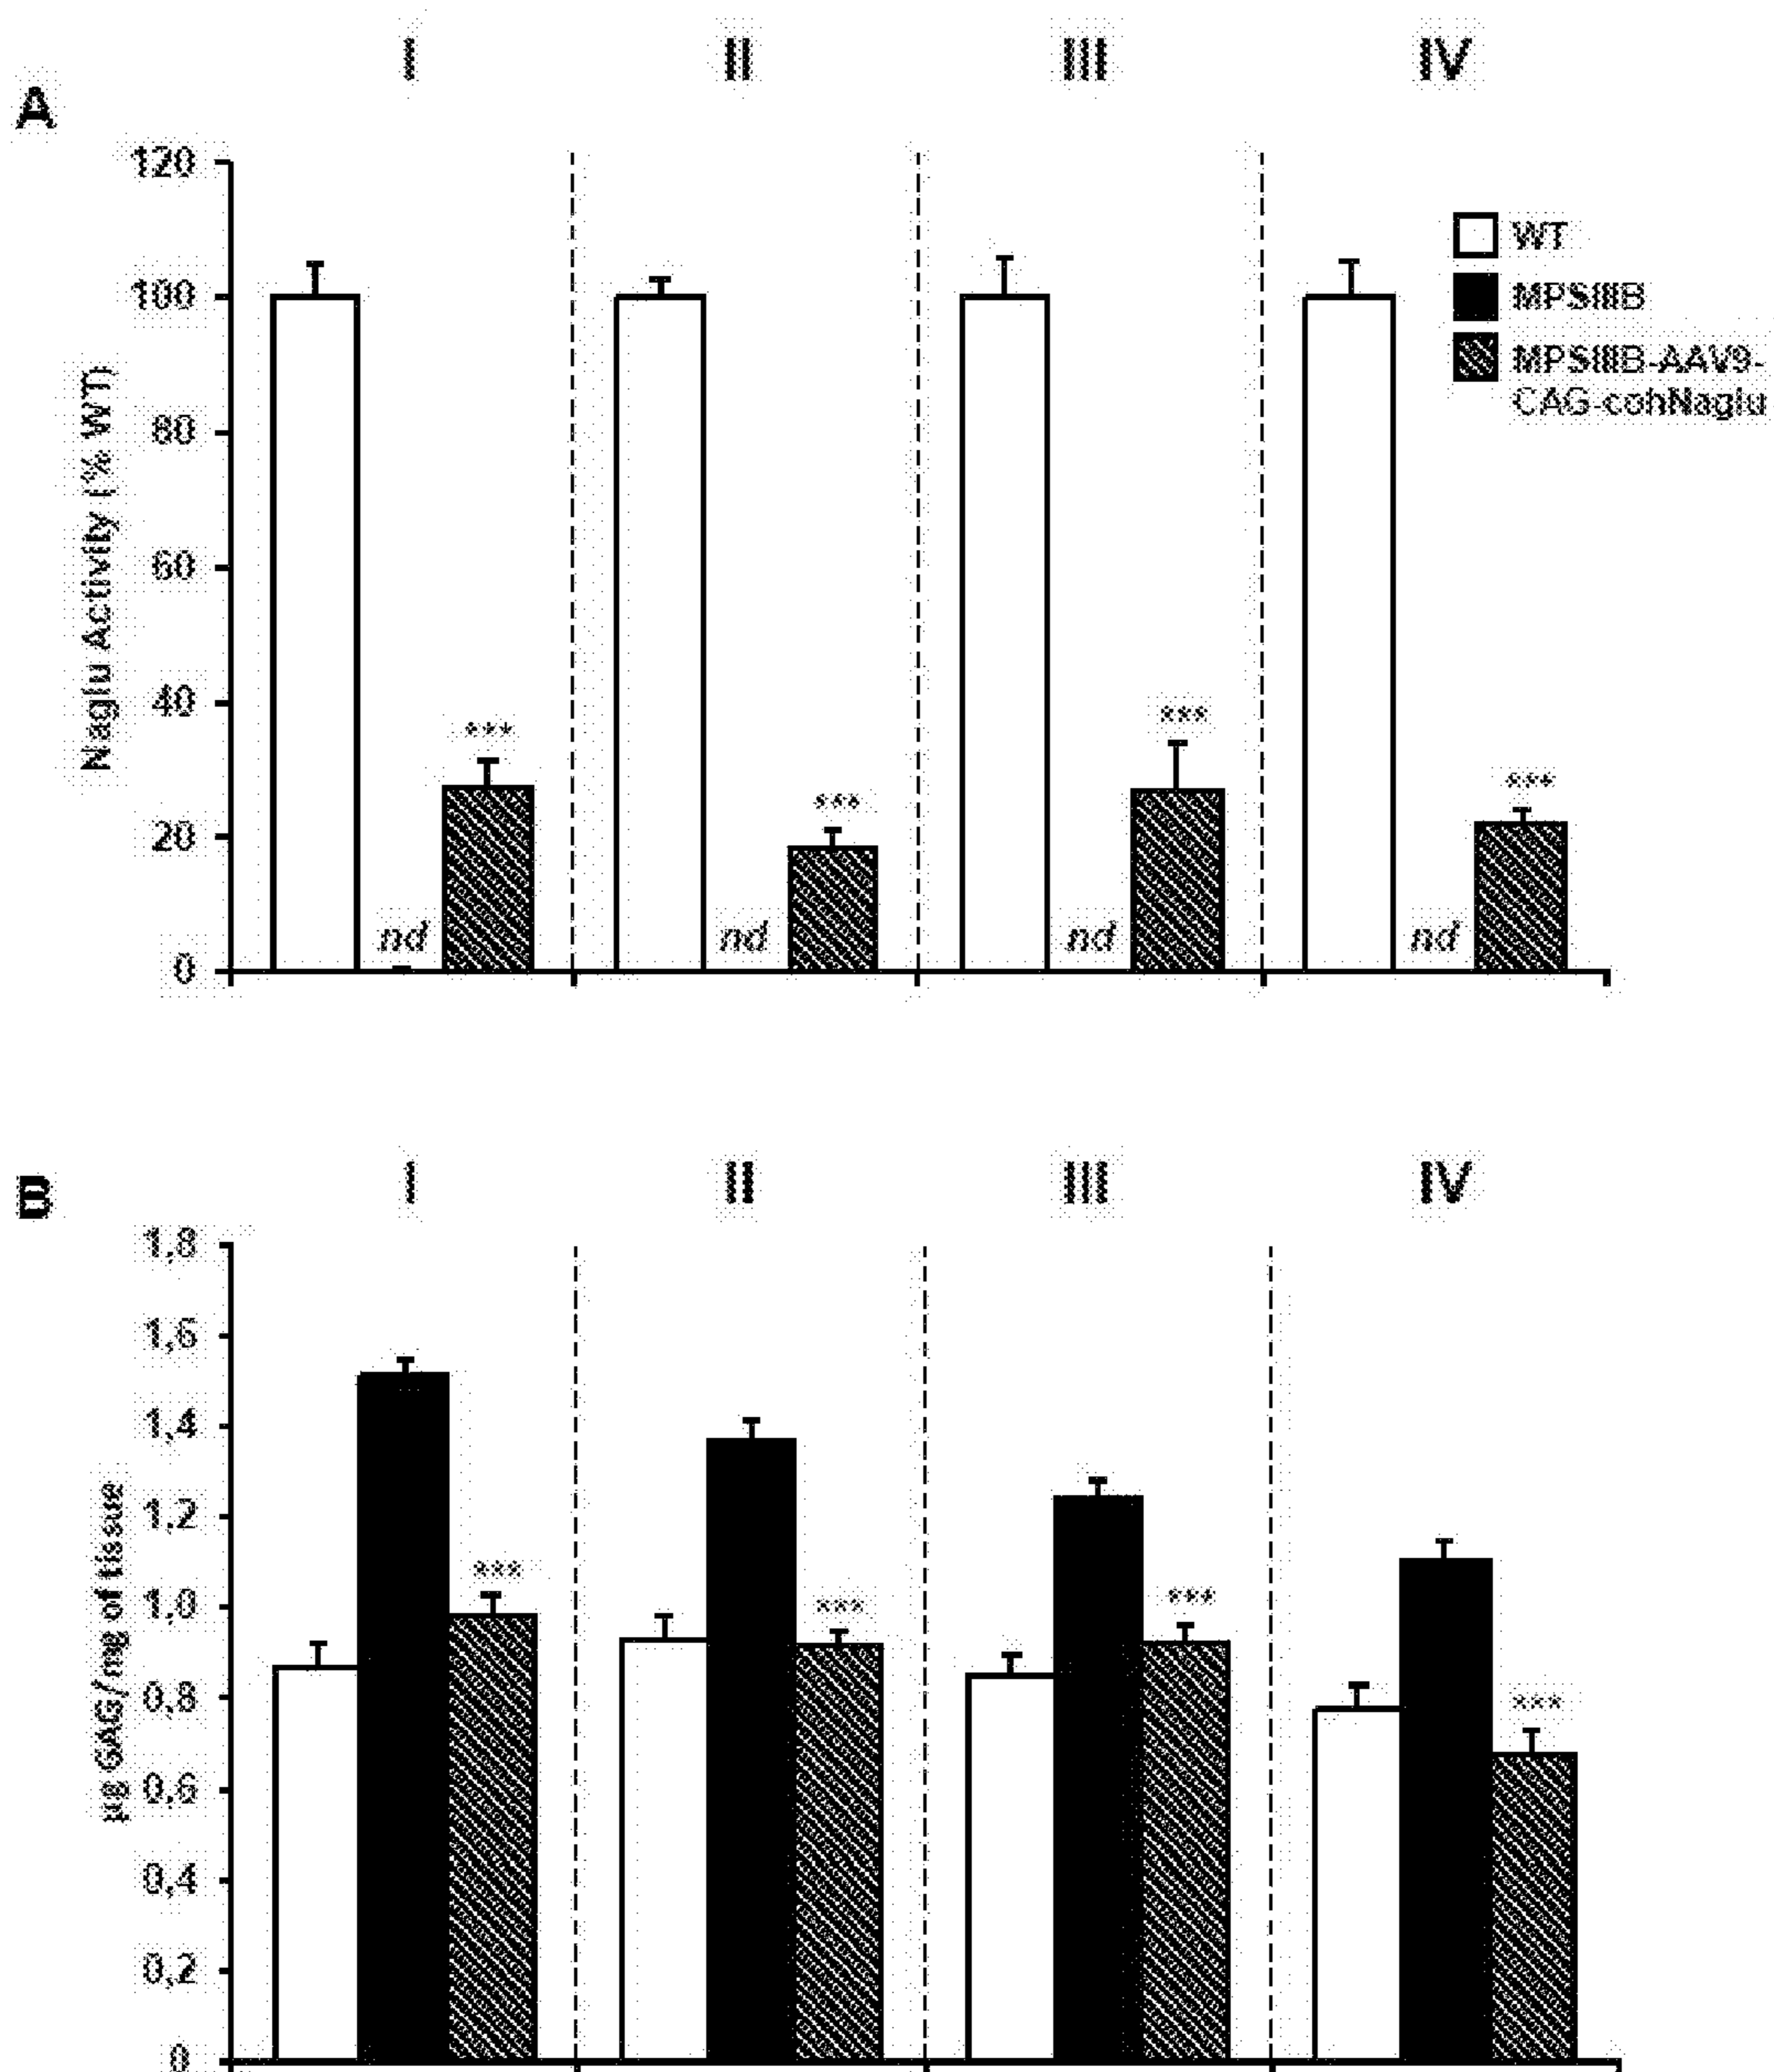 I II III IV
A
120
100
80
60
40
20
0
Naglu Activity (% WT)
WT
MPSIIIB
MPSIIIB-AAV9-
CAG-cohNaglu
***
***
***
***
nd
nd
nd
nd
B
I II III IV
1,8
1,6
1,4
1,2
1,0
0,8
0,6
0,4
0,2
0
µg GAG/mg of tissue
***
***
***
***